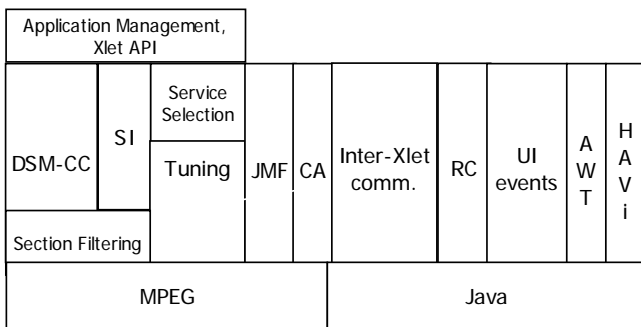 Application Management,
Xlet API
DSM-CC
SI
Service
Selection
Tuning
JMF
CA
Inter-Xlet
comm.
RC
UI
events
A
W
T
H
A
V
i
Section Filtering
MPEG
Java